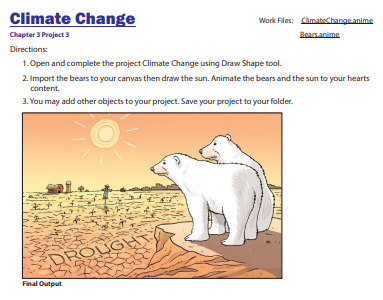 Climate Change
Work Files: ClimateChange.anime
Chapter 3 Project 3
Bears.anime
Directions:
1. Open and complete the project Climate Change using Draw Shape tool.
2. Import the bears to your canvas then draw the sun. Animate the bears and the sun to your hearts
content.
3. You may add other objects to your project. Save your project to your folder.
DROUGHT
Final Output